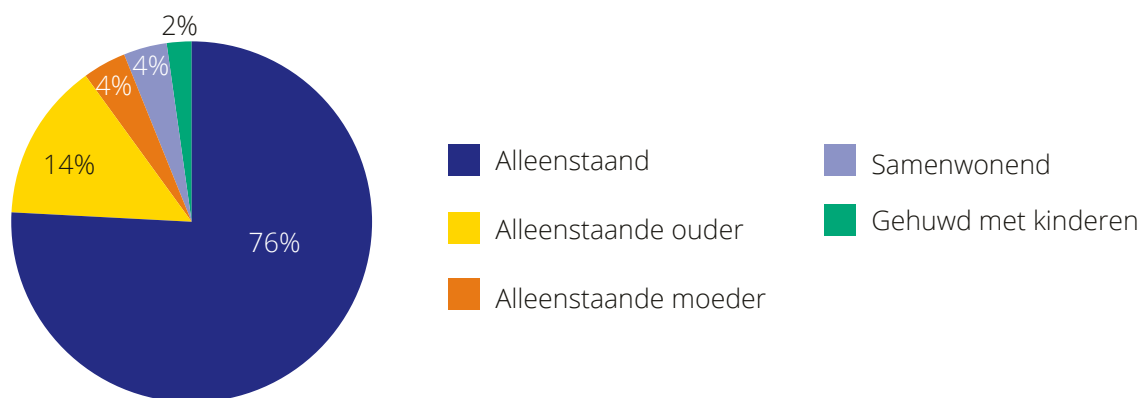 2%
4%
4%
14%
76%
Alleenstaand
Alleenstaande ouder
Alleenstaande moeder
Samenwonend
Gehuwd met kinderen